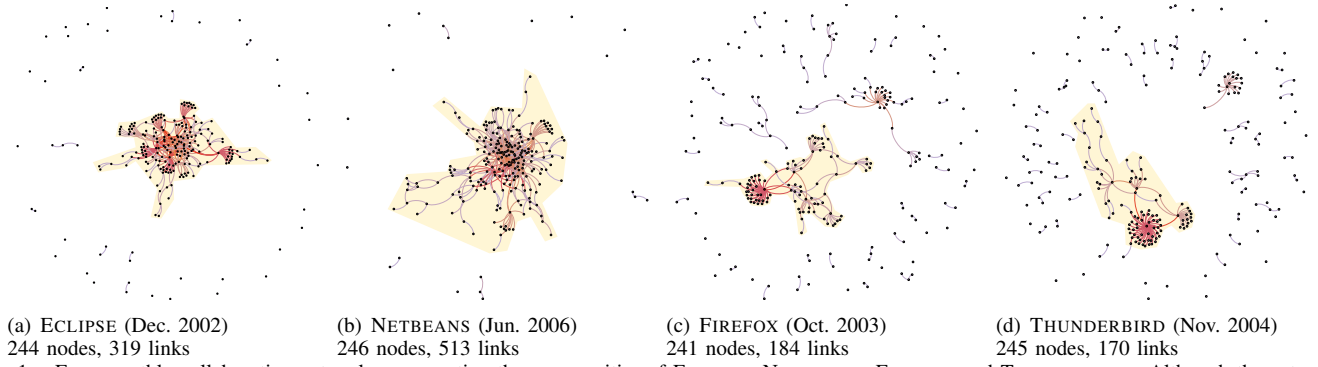 (a) ECLIPSE (Dec. 2002)
244 nodes, 319 links
(b) NETBEANS (Jun. 2006)
246 nodes, 513 links
(c) FIREFOX (Oct. 2003)
241 nodes, 184 links
(d) THUNDERBIRD (Nov. 2004)
245 nodes, 170 links